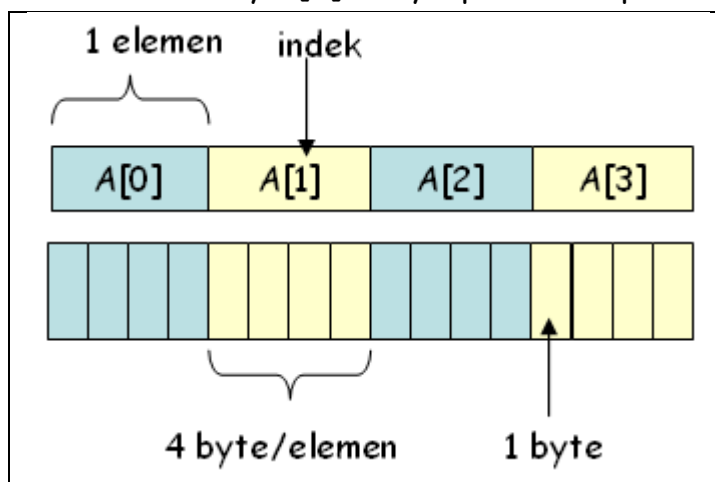 1 elemen indek
A[0] A[1] A[2] A[3]
4 byte/elemen 1 byte